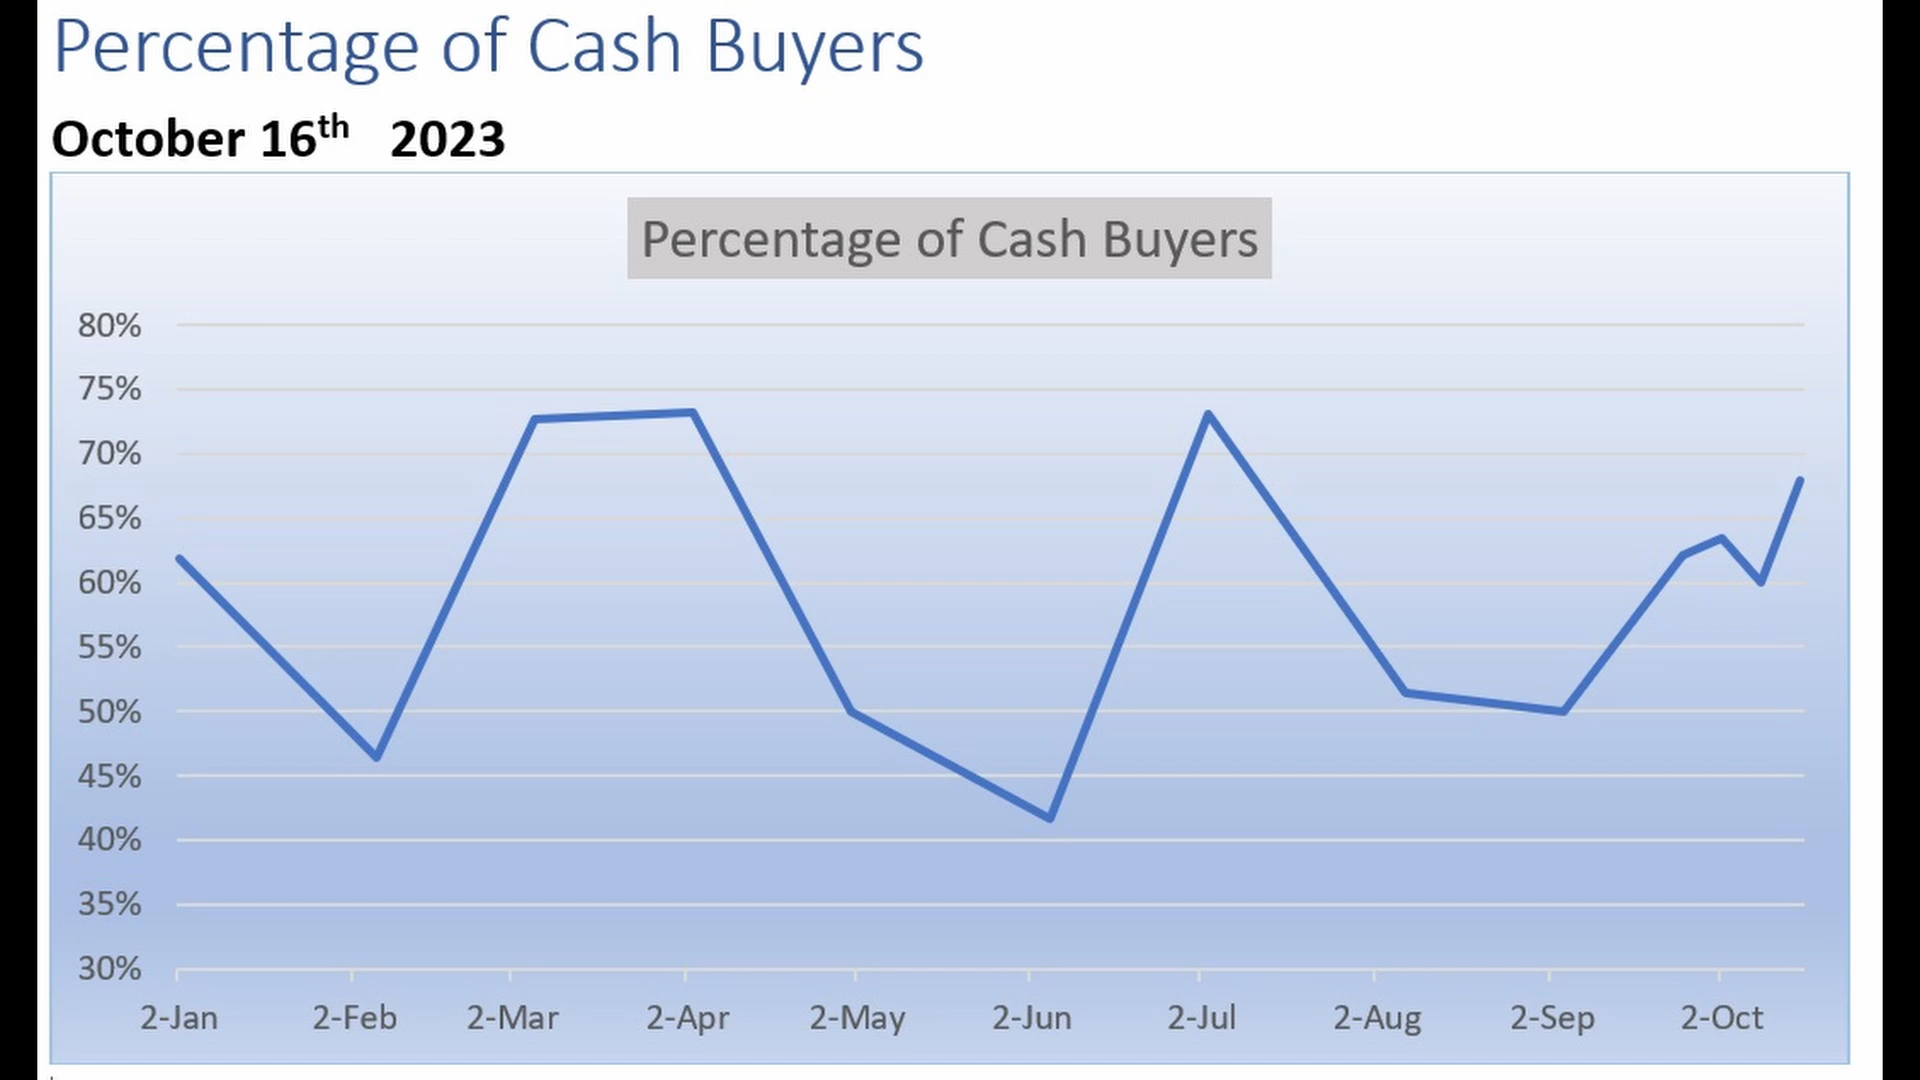 Percentage of Cash Buyers
October 16th 2023
Percentage of Cash Buyers
80%
75%
70%
65%
60%
55%
50%
45%
40%
35%
30%
2-Jan 2-Feb 2-Mar 2-Apr 2-May 2-Jun 2-Jul 2-Aug 2-Sep 2-Oct